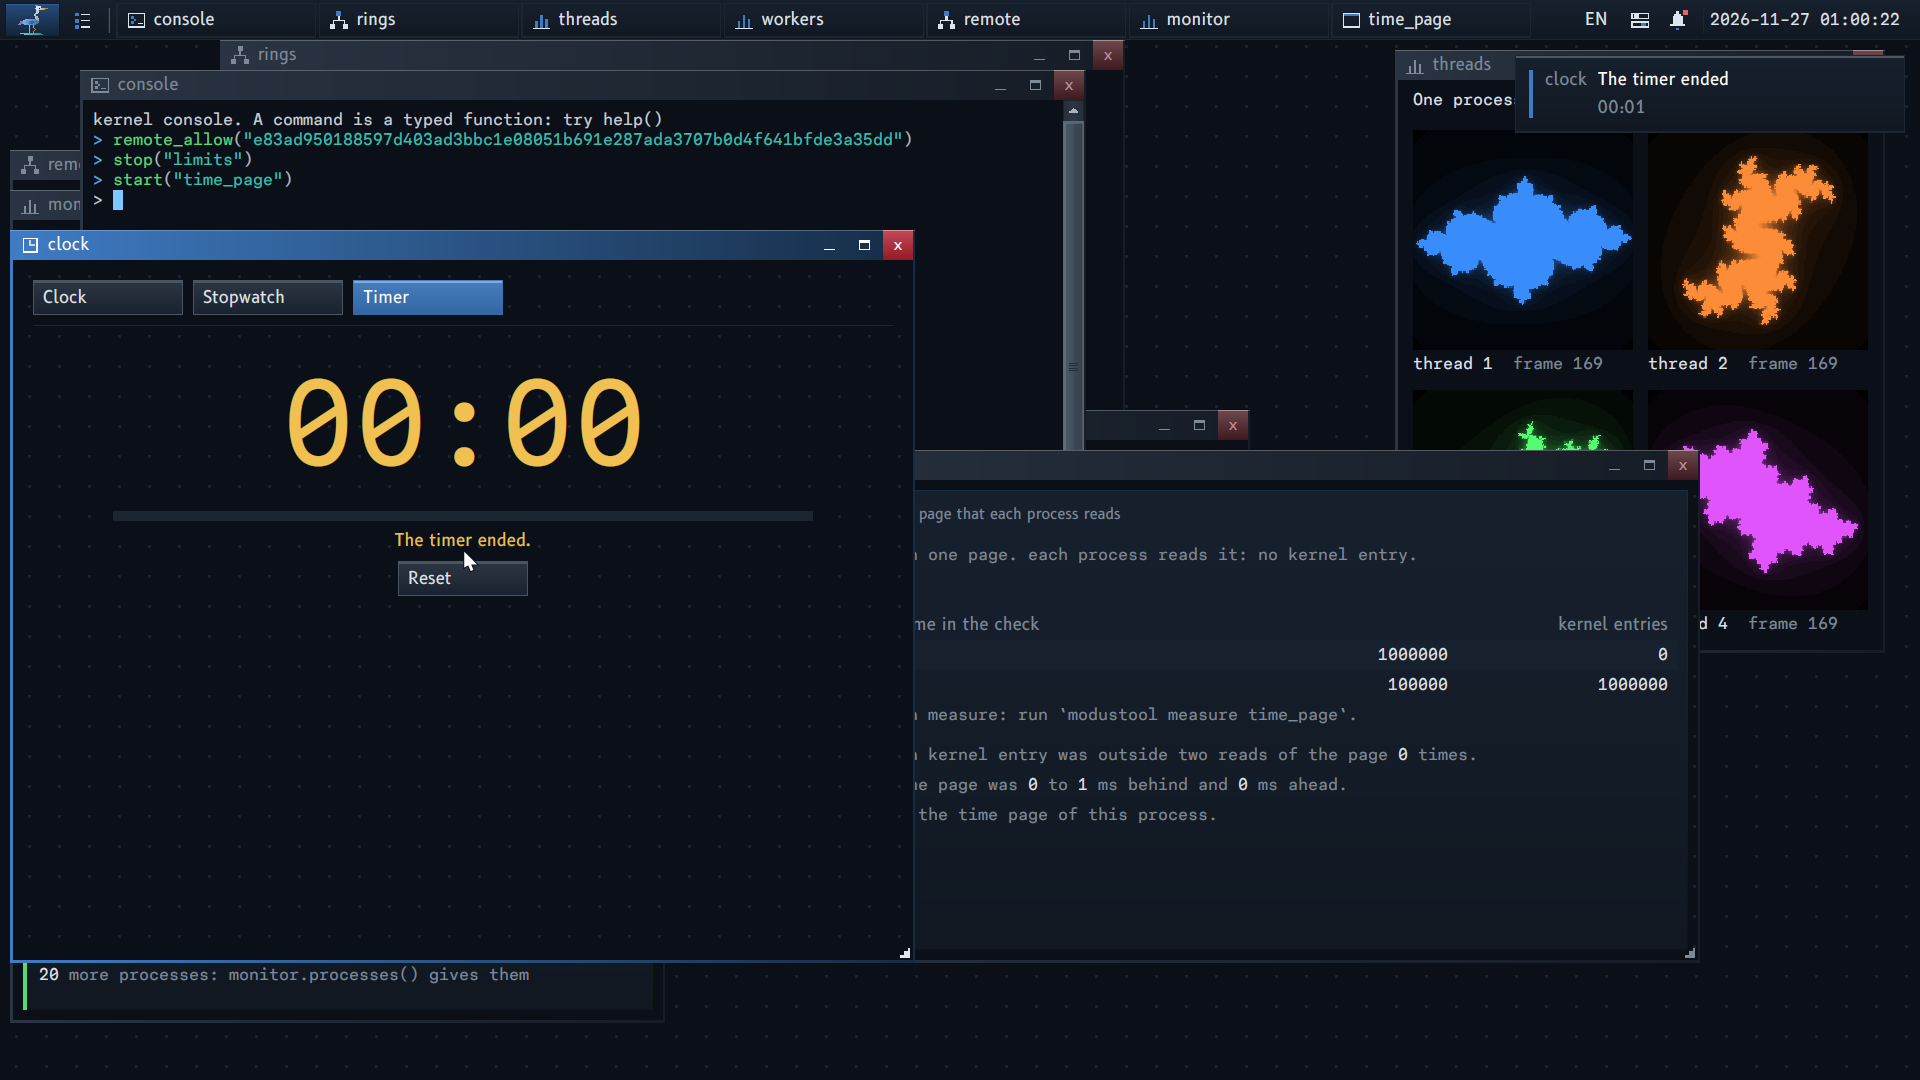 console
rings
threads
workers
remote
monitor
time_page
EN
2026-11-27 01:00:22
rings
x
threads
clock The timer ended
00:01
One proces
console
x
kernel console. A command is a typed function: try help()
> remote_allow("e83ad950188597d403ad3bbc1e08051b691e287ada3707b0d4f641bfde3a35dd")
> stop("limits")
> start("time_page")
>
rem
mon
clock
x
Clock
Stopwatch
Timer
00:00
The timer ended.
Reset
thread 1 frame 169
thread 2 frame 169
d 4 frame 169
x
x
page that each process reads
one page. each process reads it: no kernel entry.
me in the check
kernel entries
1000000
0
100000
1000000
measure: run `modustool measure time_page`.
kernel entry was outside two reads of the page 0 times.
page was 0 to 1 ms behind and 0 ms ahead.
the time page of this process.
20 more processes: monitor.processes() gives them